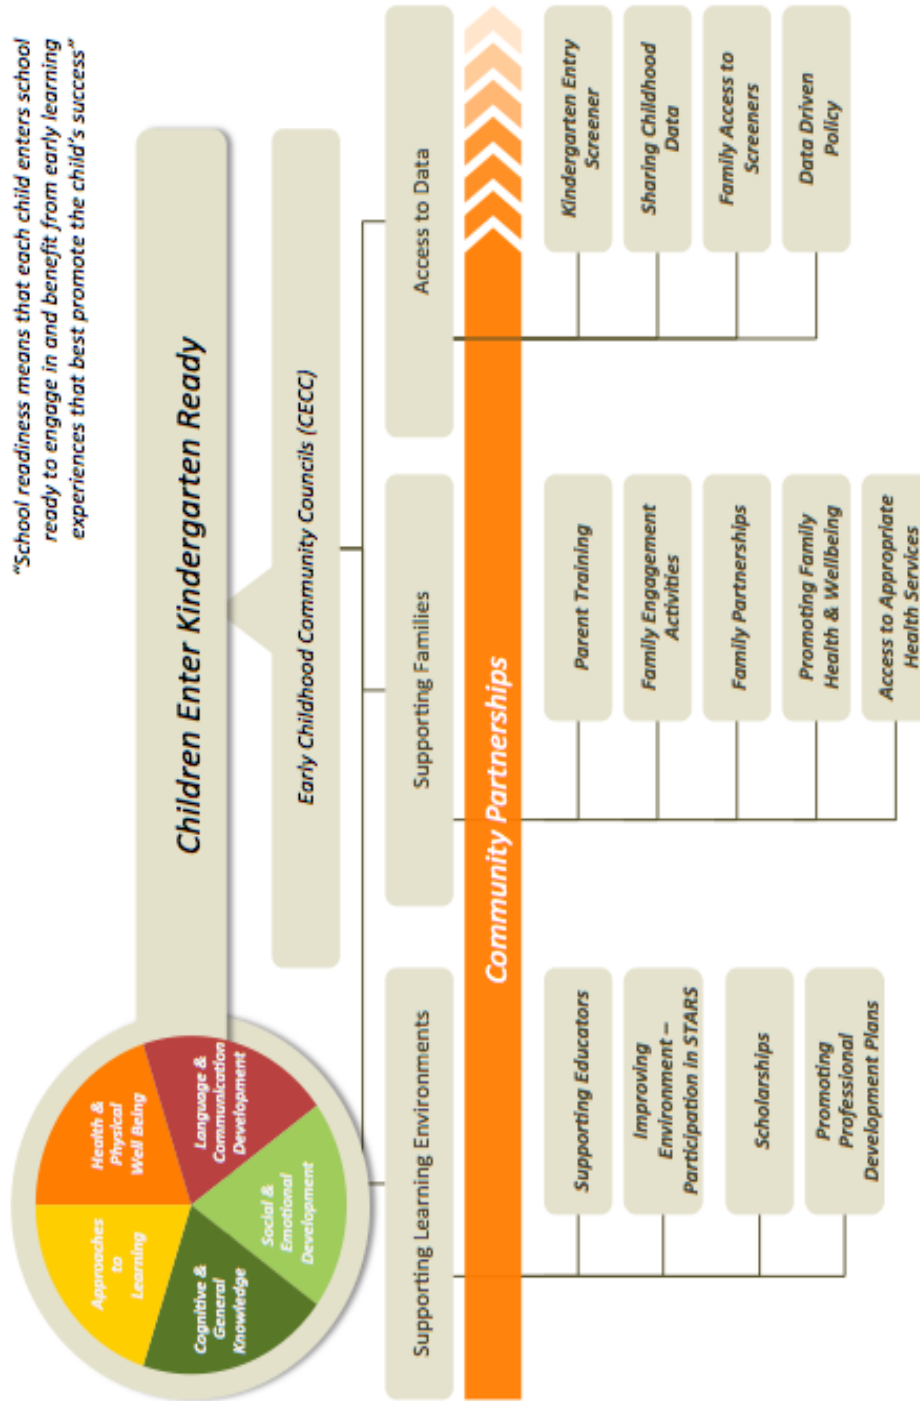 "School readiness means that each child enters school
ready to engage in and benefit from early learning
experiences that best promote the child's success"
Children Enter Kindergarten Ready
Health &
Physical
Well Being
Language &
Communication
Development
Social &
Emotional
Development
Cognitive &
General
Knowledge
Approaches
to
Learning
Early Childhood Community Councils (CECC)
Supporting Learning Environments
Supporting Families
Access to Data
Community Partnerships
Supporting Educators
Improving
Environment –
Participation in STARS
Scholarships
Promoting
Professional
Development Plans
Parent Training
Family Engagement
Activities
Family Partnerships
Promoting Family
Health & Wellbeing
Access to Appropriate
Health Services
Kindergarten Entry
Screener
Sharing Childhood
Data
Family Access to
Screeners
Data Driven
Policy